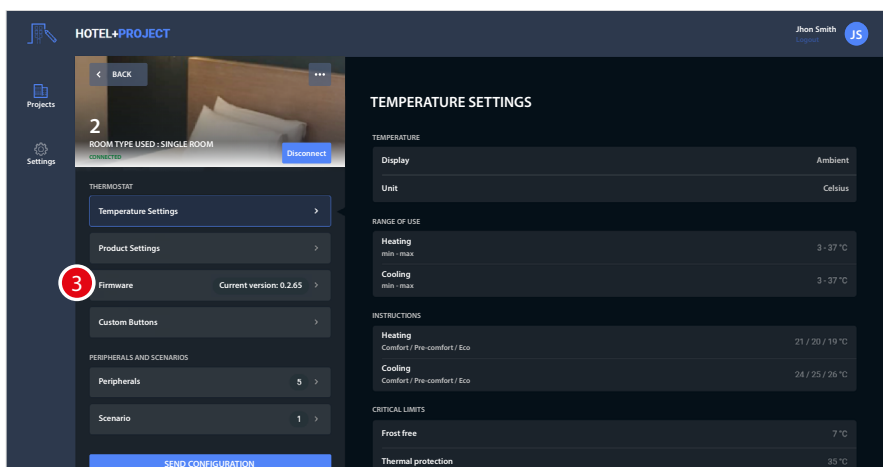 HOTEL+PROJECT
Jhon Smith
Logout
JS
Projects
Settings
BACK
2
ROOM TYPE USED : SINGLE ROOM
CONNECTED
Disconnect
THERMOSTAT
Temperature Settings
Product Settings
3
Firmware Current version: 0.2.65
Custom Buttons
PERIPHERALS AND SCENARIOS
Peripherals 5
Scenario 1
SEND CONFIGURATION
TEMPERATURE SETTINGS
TEMPERATURE
Display Ambient
Unit Celsius
RANGE OF USE
Heating
min - max
3 - 37 °C
Cooling
min - max
3 - 37 °C
INSTRUCTIONS
Heating
Comfort / Pre-comfort / Eco
21 / 20 / 19 °C
Cooling
Comfort / Pre-comfort / Eco
24 / 25 / 26 °C
CRITICAL LIMITS
Frost free 7 °C
Thermal protection 35 °C